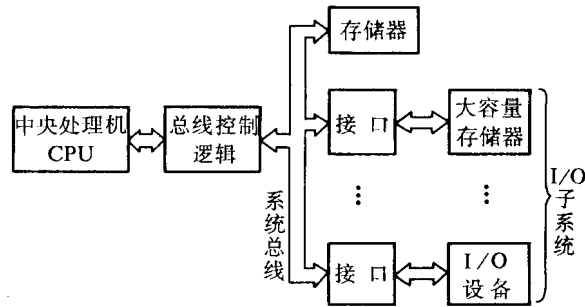 存储器
中央处理机
CPU
总线控制
逻辑
接口
大容量
存储器
系统总线
⋮
⋮
I/O
子系统
接口
I/O
设备